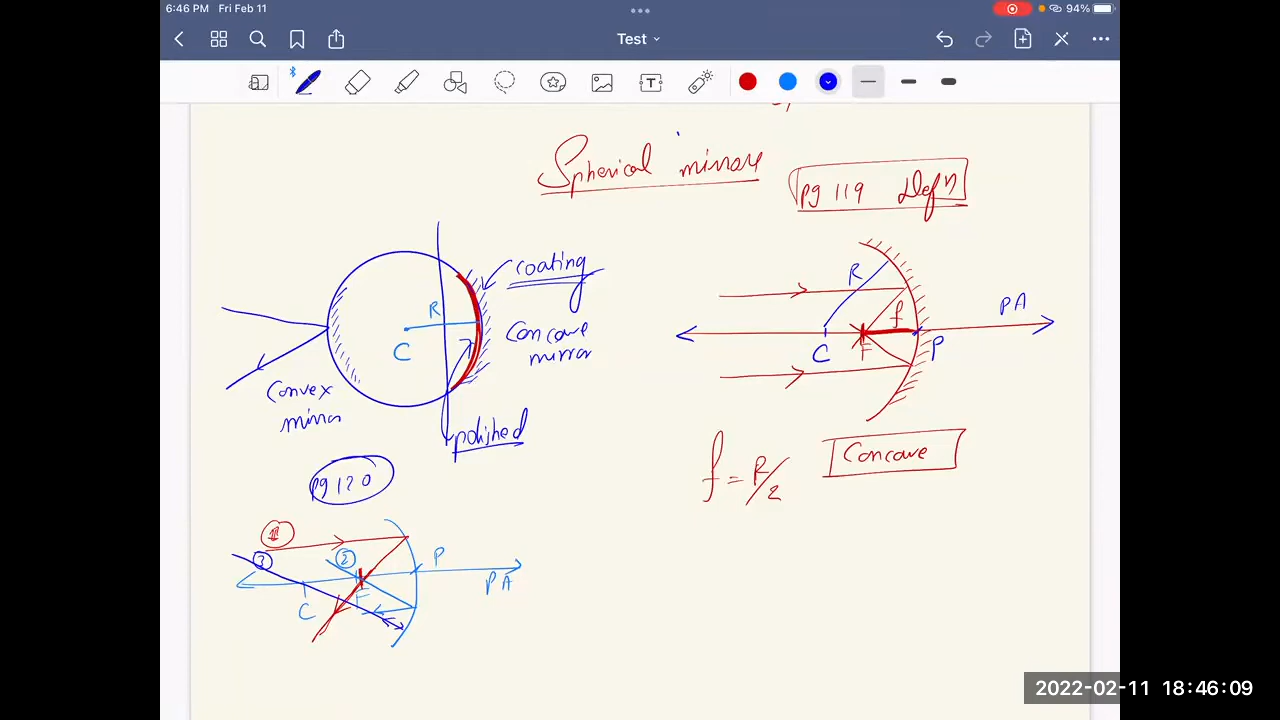 6:46 PM Fri Feb 11
94%
Test
T
Spherical mirrors
pg 119 Defn
coating
R
C
Concave
mirror
Convex
mirror
polished
R
f
PA
C
F
P
f = R/2
Concave
pg 120
1
3
2
P
PA
C
F
2022-02-11 18:46:09